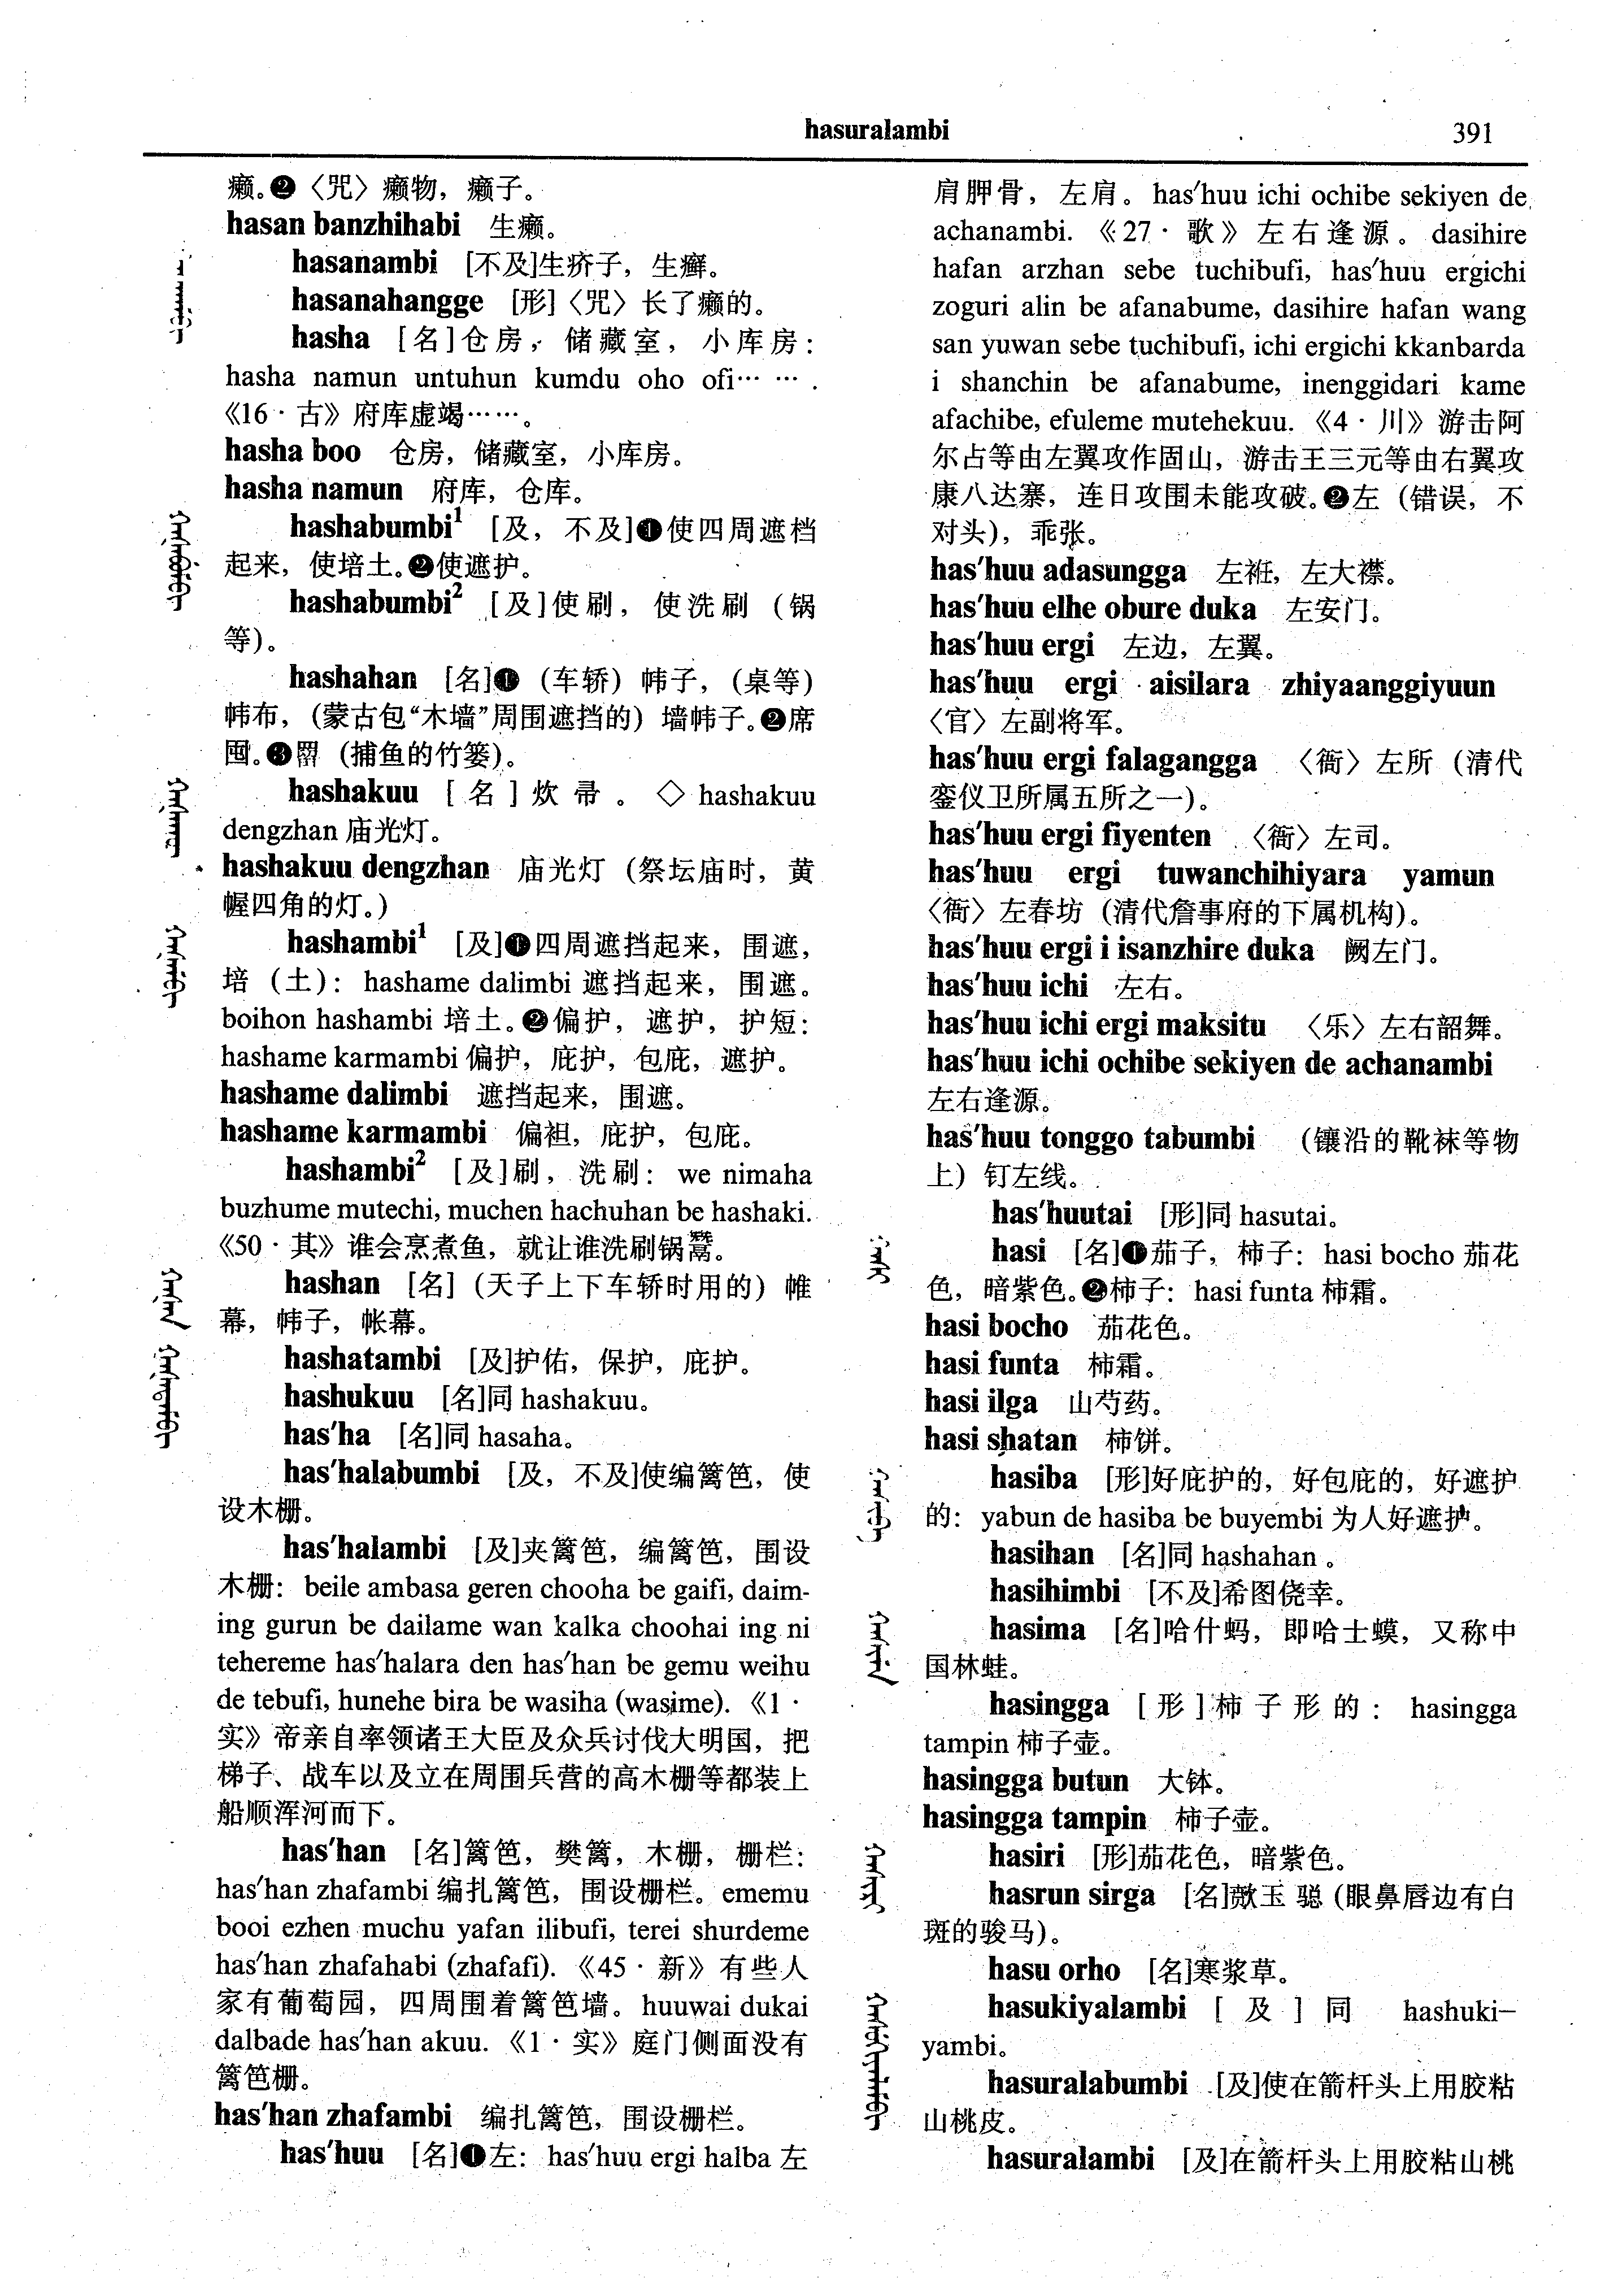 hasuralambi
391
癞。❷〈咒〉癞物，癞子。
hasan banzhihabi 生癞。
hasanambi [不及]生疥子，生癣。
hasanahangge [形]〈咒〉长了癞的。
hasha [名]仓房，储藏室，小库房：
hasha namun untuhun kumdu oho ofi… ….
《16·古》府库虚竭……。
hasha boo 仓房，储藏室，小库房。
hasha namun 府库，仓库。
hashabumbi¹ [及，不及]❶使四周遮档
起来，使培土。❷使遮护。
hashabumbi² [及]使刷，使洗刷（锅
等）。
hashahan [名]❶（车轿）帏子，（桌等）
帏布，（蒙古包“木墙”周围遮挡的）墙帏子。❷席
囤。❸罶（捕鱼的竹篓）。
hashakuu [名]炊帚。◇hashakuu
dengzhan 庙光灯。
hashakuu dengzhan 庙光灯（祭坛庙时，黄
幄四角的灯。）
hashambi¹ [及]❶四周遮挡起来，围遮，
培（土）：hashame dalimbi 遮挡起来，围遮。
boihon hashambi 培土。❷偏护，遮护，护短：
hashame karmambi 偏护，庇护，包庇，遮护。
hashame dalimbi 遮挡起来，围遮。
hashame karmambi 偏袒，庇护，包庇。
hashambi² [及]刷，洗刷：we nimaha
buzhume mutechi, muchen hachuhan be hashaki.
《50·其》谁会烹煮鱼，就让谁洗刷锅鬵。
hashan [名]（天子上下车轿时用的）帷
幕，帏子，帐幕。
hashatambi [及]护佑，保护，庇护。
hashukuu [名]同 hashakuu。
has'ha [名]同 hasaha。
has'halabumbi [及，不及]使编篱笆，使
设木栅。
has'halambi [及]夹篱笆，编篱笆，围设
木栅：beile ambasa geren chooha be gaifi, daim-
ing gurun be dailame wan kalka choohai ing ni
tehereme has'halara den has'han be gemu weihu
de tebufi, hunehe bira be wasiha (wasime). 《1·
实》帝亲自率领诸王大臣及众兵讨伐大明国，把
梯子、战车以及立在周围兵营的高木栅等都装上
船顺浑河而下。
has'han [名]篱笆，樊篱，木栅，栅栏：
has'han zhafambi 编扎篱笆，围设栅栏。ememu
booi ezhen muchu yafan ilibufi, terei shurdeme
has'han zhafahabi (zhafafi). 《45·新》有些人
家有葡萄园，四周围着篱笆墙。huuwai dukai
dalbade has'han akuu. 《1·实》庭门侧面没有
篱笆栅。
has'han zhafambi 编扎篱笆，围设栅栏。
has'huu [名]❶左：has'huu ergi halba 左
肩胛骨，左肩。has'huu ichi ochibe sekiyen de
achanambi. 《27·歌》左右逢源。dasihire
hafan arzhan sebe tuchibufi, has'huu ergichi
zoguri alin be afanabume, dasihire hafan wang
san yuwan sebe tuchibufi, ichi ergichi kkanbarda
i shanchin be afanabume, inenggidari kame
afachibe, efuleme mutehekuu. 《4·川》游击阿
尔占等由左翼攻作固山，游击王三元等由右翼攻
康八达寨，连日攻围未能攻破。❷左（错误，不
对头），乖张。
has'huu adasungga 左衽，左大襟。
has'huu elhe obure duka 左安门。
has'huu ergi 左边，左翼。
has'huu ergi aisilara zhiyaanggiyuun
〈官〉左副将军。
has'huu ergi falagangga 〈衙〉左所（清代
銮仪卫所属五所之一）。
has'huu ergi fiyenten 〈衙〉左司。
has'huu ergi tuwanchihiyara yamun
〈衙〉左春坊（清代詹事府的下属机构）。
has'huu ergi i isanzhire duka 阙左门。
has'huu ichi 左右。
has'huu ichi ergi maksitu 〈乐〉左右韶舞。
has'huu ichi ochibe sekiyen de achanambi
左右逢源。
has'huu tonggo tabumbi （镶沿的靴袜等物
上）钉左线。
has'huutai [形]同 hasutai。
hasi [名]❶茄子，柿子：hasi bocho 茄花
色，暗紫色。❷柿子：hasi funta 柿霜。
hasi bocho 茄花色。
hasi funta 柿霜。
hasi ilga 山芍药。
hasi shatan 柿饼。
hasiba [形]好庇护的，好包庇的，好遮护
的：yabun de hasiba be buyembi 为人好遮护。
hasihan [名]同 hashahan。
hasihimbi [不及]希图侥幸。
hasima [名]哈什蚂，即哈士蟆，又称中
国林蛙。
hasingga [形]柿子形的：hasingga
tampin 柿子壶。
hasingga butun 大钵。
hasingga tampin 柿子壶。
hasiri [形]茄花色，暗紫色。
hasrun sirga [名]歕玉骢（眼鼻唇边有白
斑的骏马）。
hasu orho [名]寒浆草。
hasukiyalambi [及]同 hashuki-
yambi。
hasuralabumbi [及]使在箭杆头上用胶粘
山桃皮。
hasuralambi [及]在箭杆头上用胶粘山桃